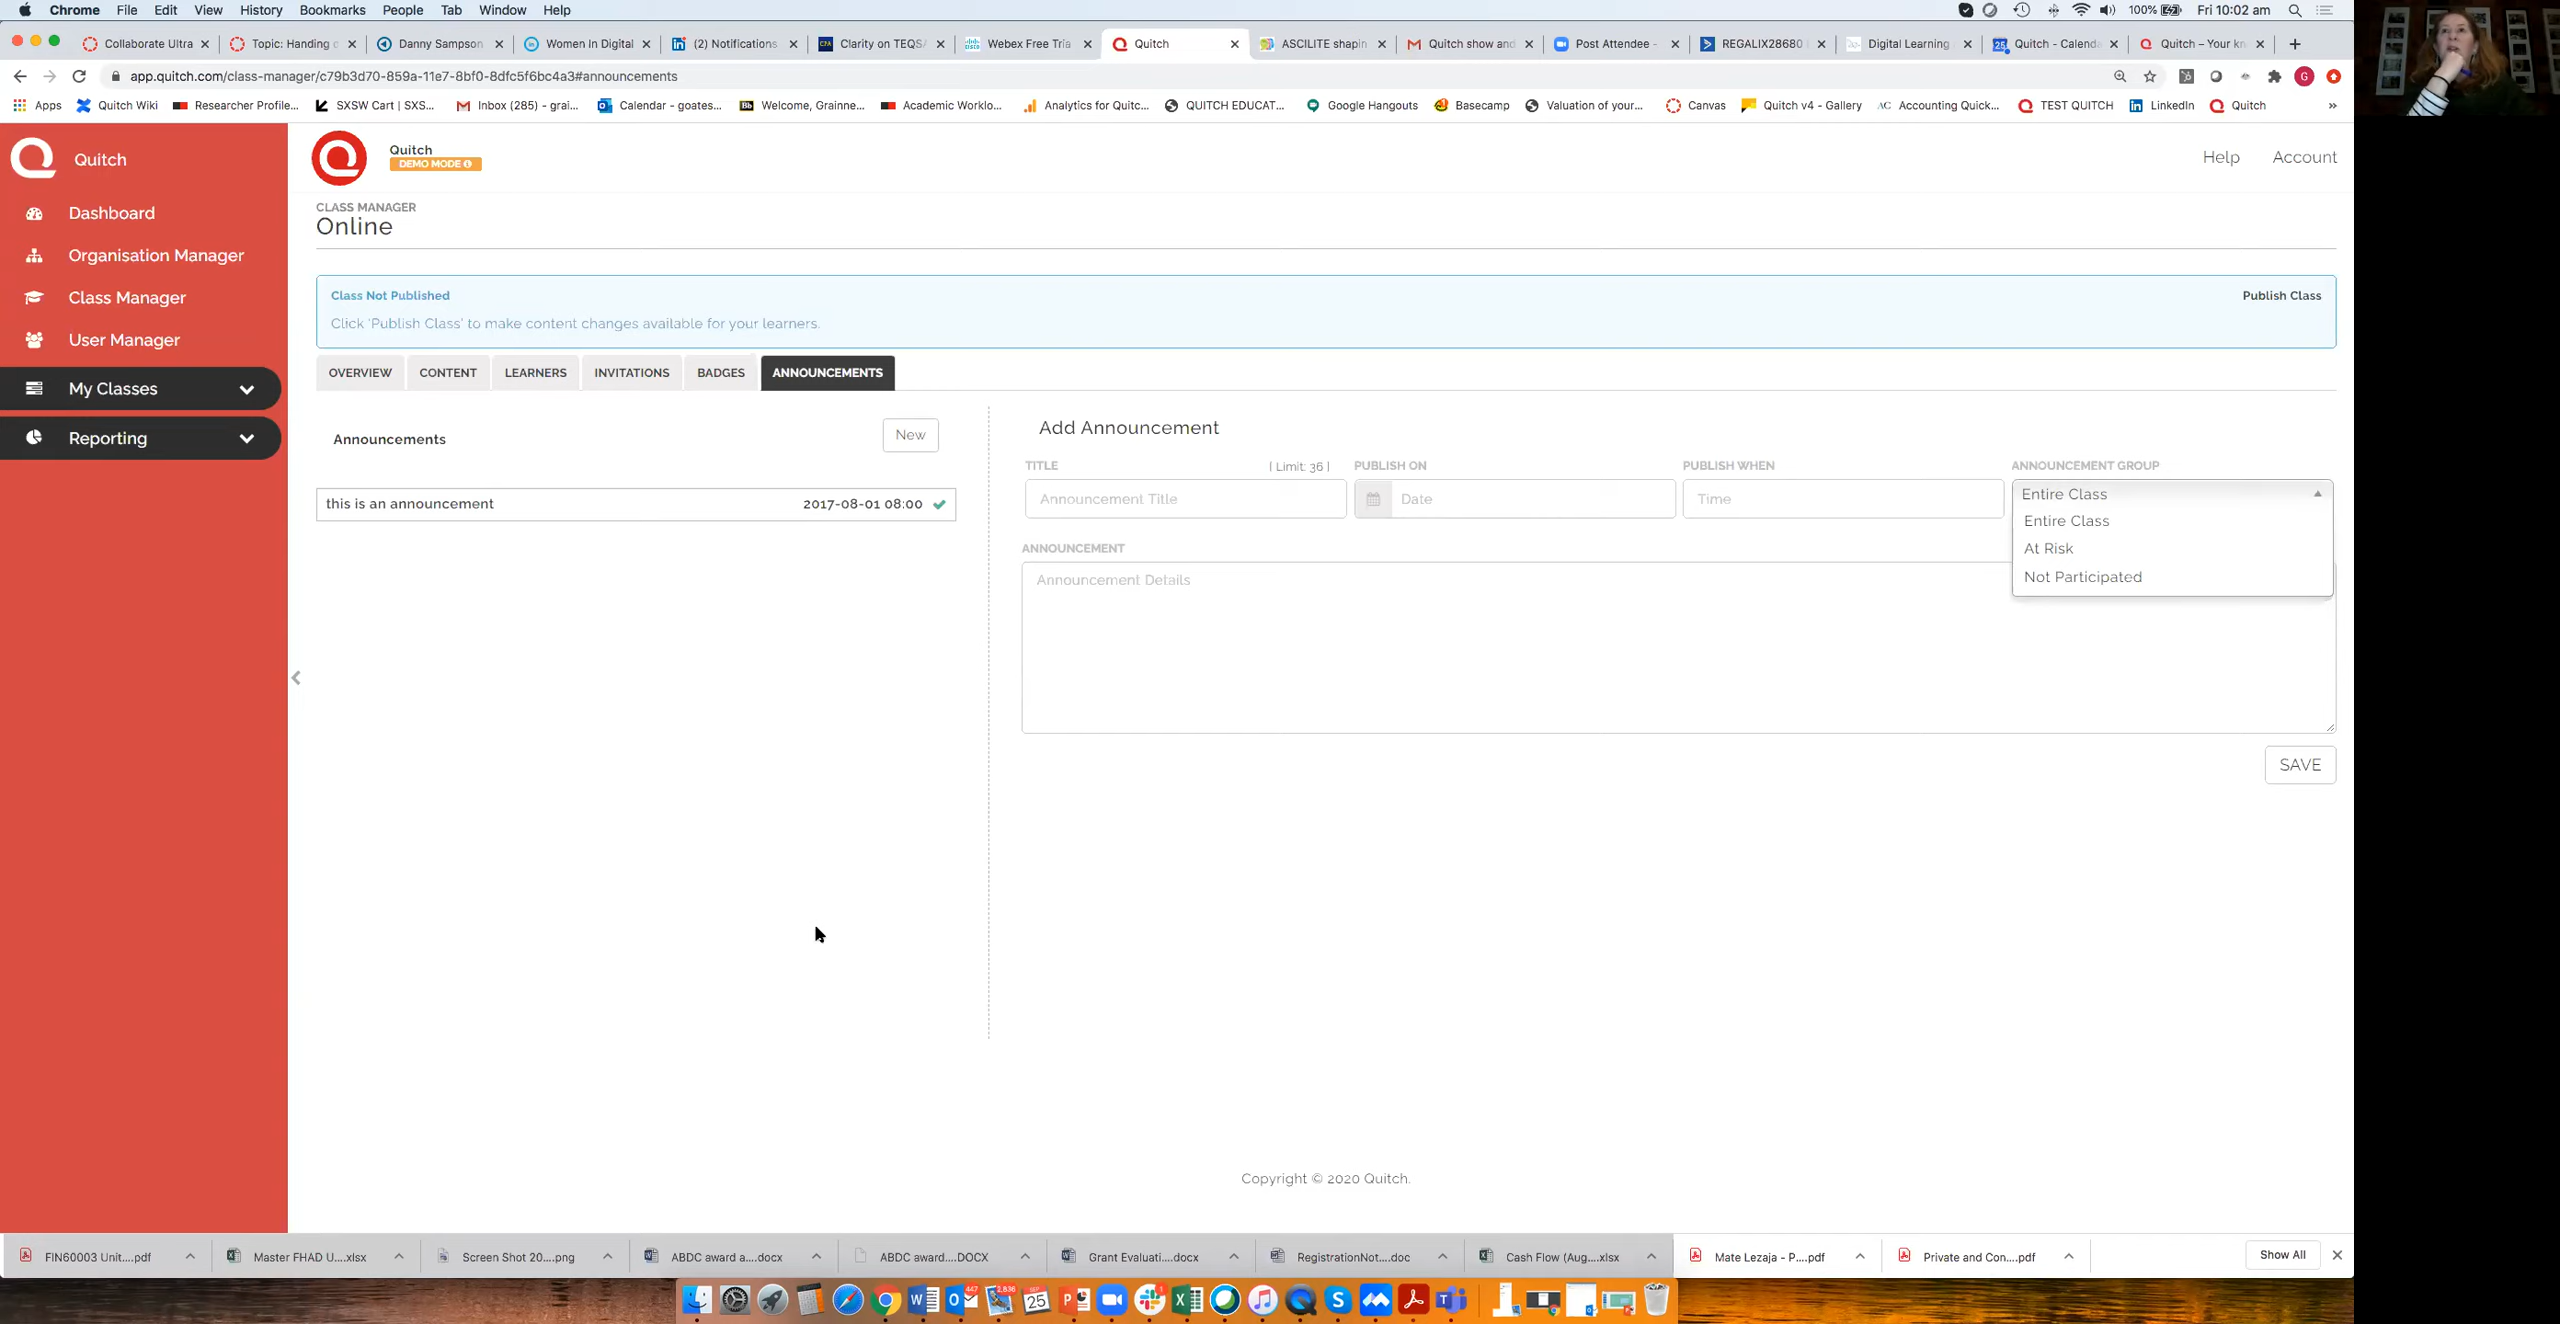 Chrome File Edit View History Bookmarks People Tab Window Help 100% Fri 10:02 am
Collaborate Ultra Topic: Handing o Danny Sampson Women In Digital (2) Notifications Clarity on TEQSA Webex Free Tria Quitch ASCILITE shapin Quitch show and Post Attendee - REGALIX28680 Digital Learning Quitch - Calenda Quitch – Your kn
app.quitch.com/class-manager/c79b3d70-859a-11e7-8bf0-8dfc5f6bc4a3#announcements
Apps Quitch Wiki Researcher Profile... SXSW Cart | SXS... Inbox (285) - grai... Calendar - goates... Welcome, Grainne... Academic Worklo... Analytics for Quitc... QUITCH EDUCAT... Google Hangouts Basecamp Valuation of your... Canvas Quitch v4 - Gallery Accounting Quick... TEST QUITCH LinkedIn Quitch »
Quitch
Dashboard
Organisation Manager
Class Manager
User Manager
My Classes
Reporting
Quitch
DEMO MODE
Help Account
CLASS MANAGER
Online
Class Not Published
Publish Class
Click 'Publish Class' to make content changes available for your learners.
OVERVIEW CONTENT LEARNERS INVITATIONS BADGES ANNOUNCEMENTS
Announcements New
this is an announcement 2017-08-01 08:00
Add Announcement
TITLE | Limit: 36 | PUBLISH ON PUBLISH WHEN ANNOUNCEMENT GROUP
Announcement Title Date Time Entire Class
Entire Class
At Risk
Not Participated
ANNOUNCEMENT
Announcement Details
SAVE
Copyright © 2020 Quitch.
FIN60003 Unit....pdf Master FHAD U....xlsx Screen Shot 20....png ABDC award a....docx ABDC award....DOCX Grant Evaluati....docx RegistrationNot....doc Cash Flow (Aug....xlsx Mate Lezaja - P....pdf Private and Con....pdf Show All